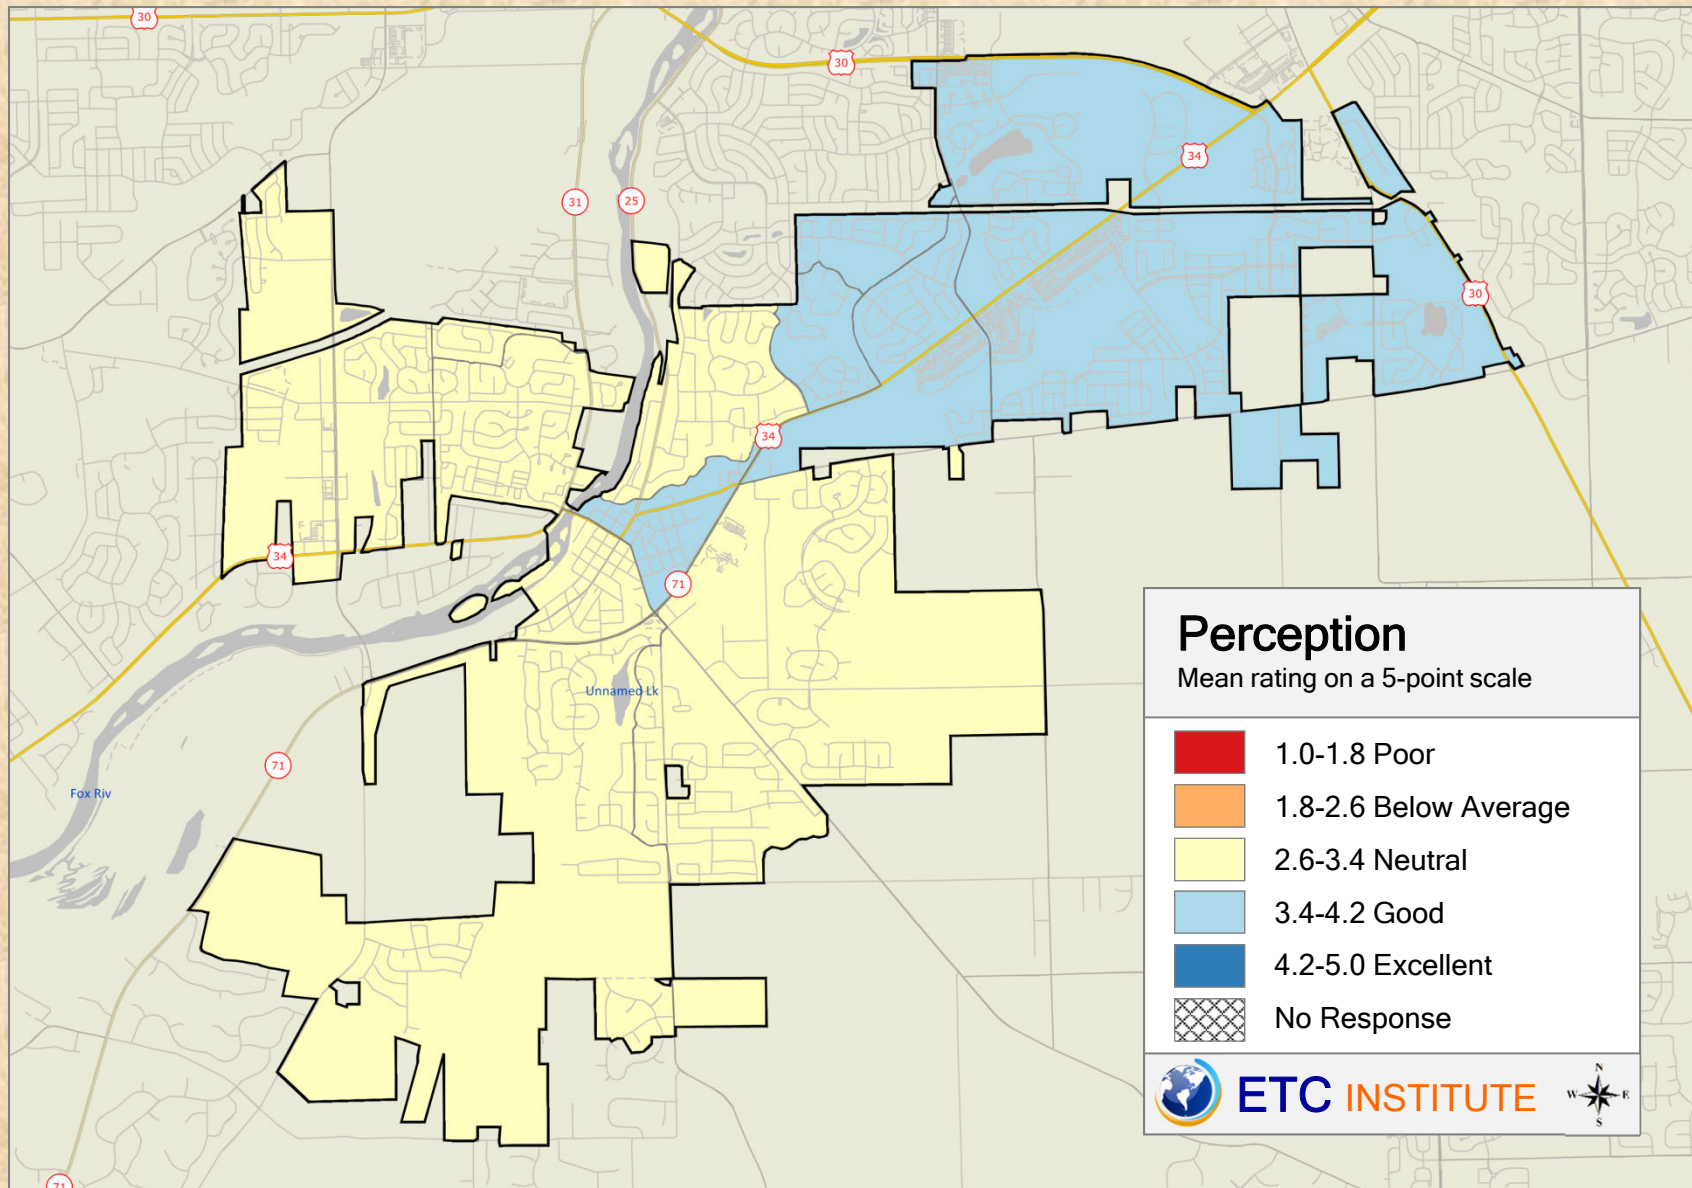 30
30
34
31
25
30
34
34
71
Unnamed Lk
71
Fox Riv
71
Perception
Mean rating on a 5-point scale
1.0-1.8 Poor
1.8-2.6 Below Average
2.6-3.4 Neutral
3.4-4.2 Good
4.2-5.0 Excellent
No Response
ETC INSTITUTE
N
W E
S